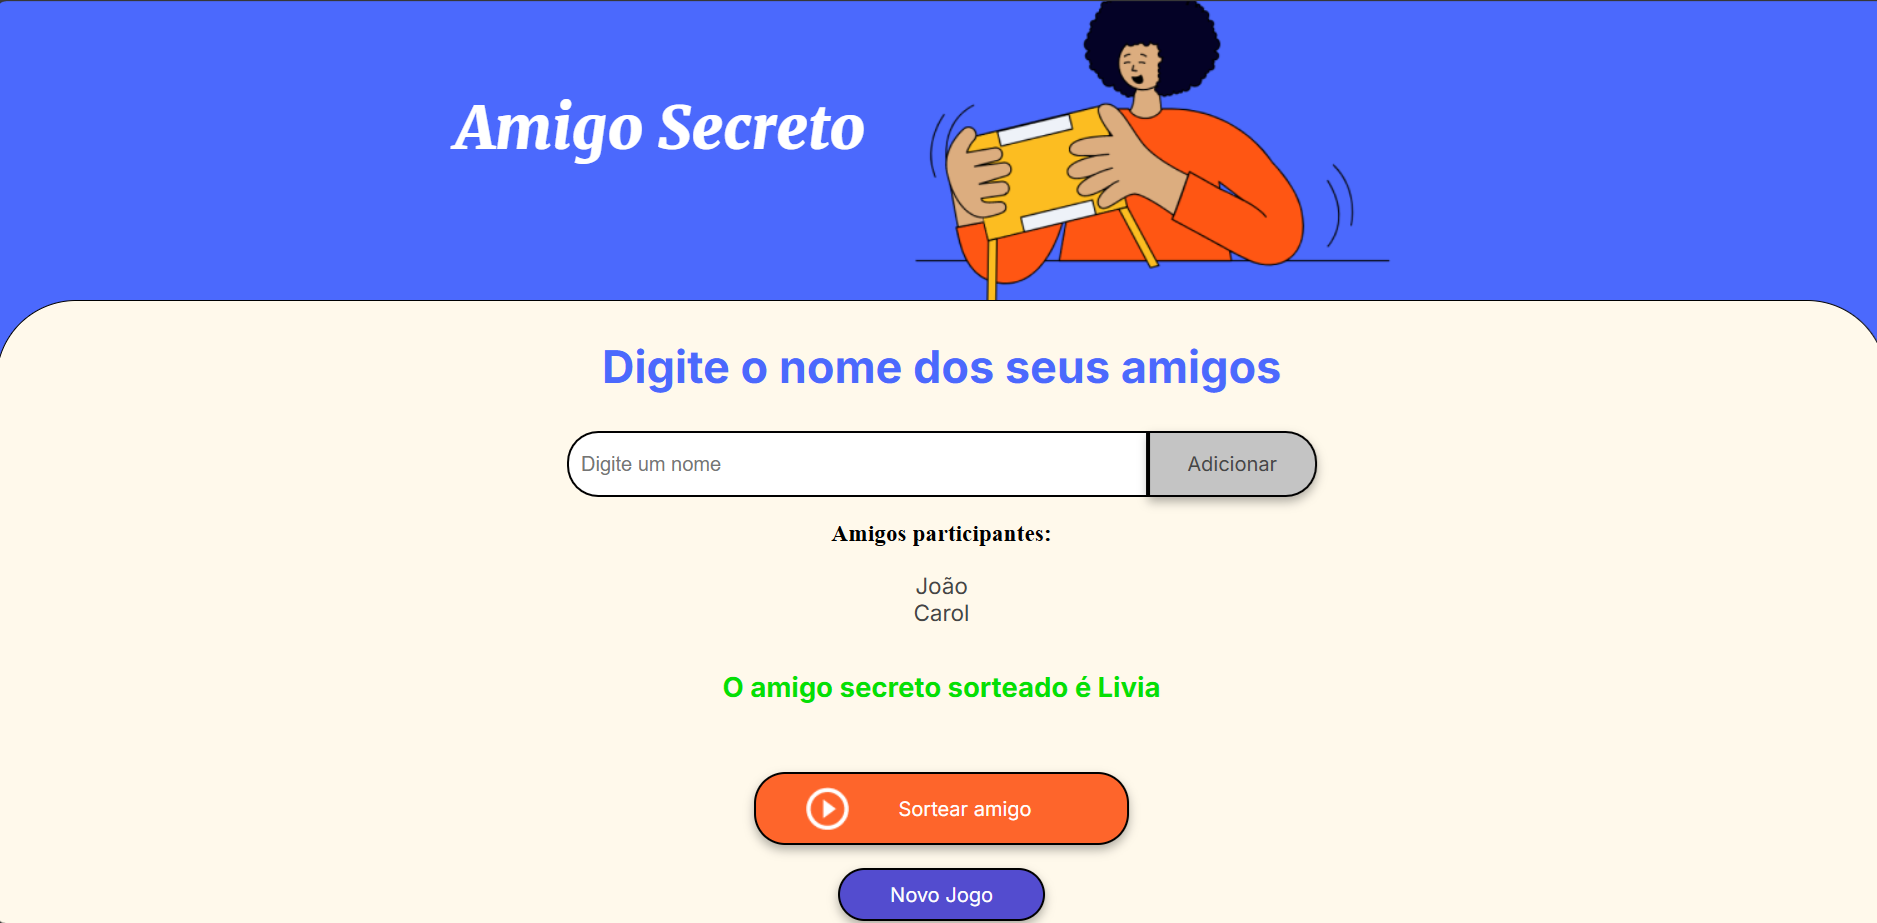 Amigo Secreto
Digite o nome dos seus amigos
Digite um nome
Adicionar
Amigos participantes:
João
Carol
O amigo secreto sorteado é Livia
Sortear amigo
Novo Jogo